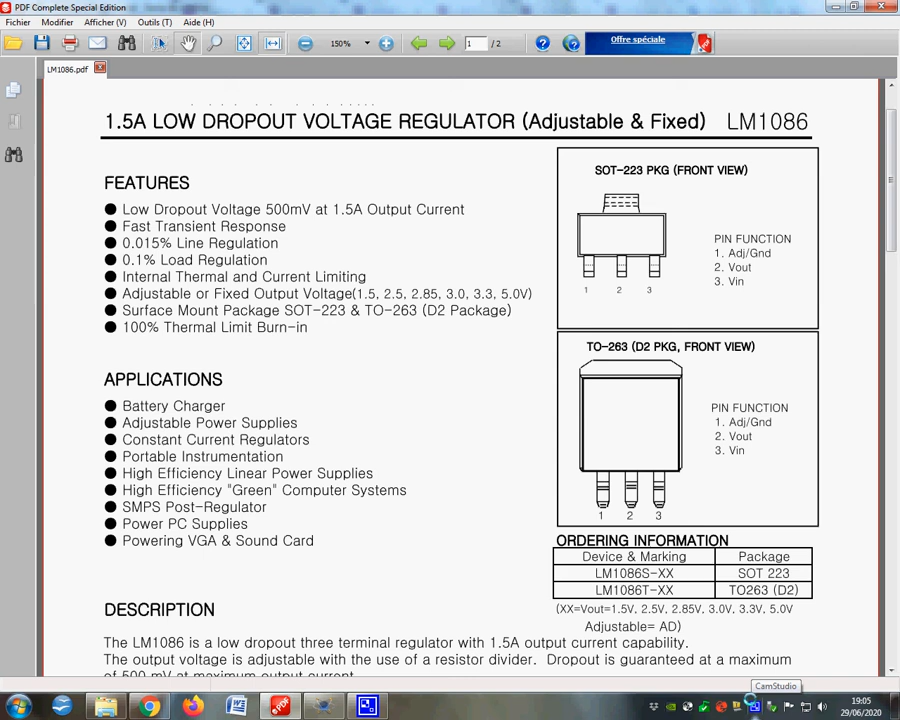 PDF Complete Special Edition
Fichier Modifier Afficher (V) Outils (T) Aide (H)
150% 1 / 2 Offre spéciale
LM1086.pdf
1.5A LOW DROPOUT VOLTAGE REGULATOR (Adjustable & Fixed) LM1086
FEATURES
● Low Dropout Voltage 500mV at 1.5A Output Current
● Fast Transient Response
● 0.015% Line Regulation
● 0.1% Load Regulation
● Internal Thermal and Current Limiting
● Adjustable or Fixed Output Voltage(1.5, 2.5, 2.85, 3.0, 3.3, 5.0V)
● Surface Mount Package SOT-223 & TO-263 (D2 Package)
● 100% Thermal Limit Burn-in
APPLICATIONS
● Battery Charger
● Adjustable Power Supplies
● Constant Current Regulators
● Portable Instrumentation
● High Efficiency Linear Power Supplies
● High Efficiency "Green" Computer Systems
● SMPS Post-Regulator
● Power PC Supplies
● Powering VGA & Sound Card
SOT-223 PKG (FRONT VIEW)
PIN FUNCTION
1. Adj/Gnd
2. Vout
3. Vin
1 2 3
TO-263 (D2 PKG, FRONT VIEW)
PIN FUNCTION
1. Adj/Gnd
2. Vout
3. Vin
1 2 3
ORDERING INFORMATION
Device & Marking Package
LM1086S-XX SOT 223
LM1086T-XX TO263 (D2)
(XX=Vout=1.5V, 2.5V, 2.85V, 3.0V, 3.3V, 5.0V
Adjustable= AD)
DESCRIPTION
The LM1086 is a low dropout three terminal regulator with 1.5A output current capability.
The output voltage is adjustable with the use of a resistor divider. Dropout is guaranteed at a maximum
of 500 mV at maximum output current.
CamStudio
19:05
29/06/2020